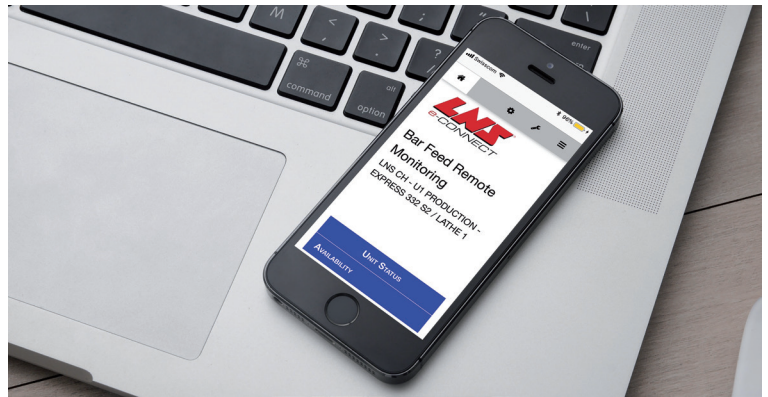 M
<
,
>
.
?
/
enter
⌘
command
alt
option
Swisscom
96%
LNS
e-CONNECT
Bar Feed Remote
Monitoring
LNS CH - U1 PRODUCTION -
EXPRESS 332 S2 / LATHE 1
UNIT STATUS
AVAILABILITY